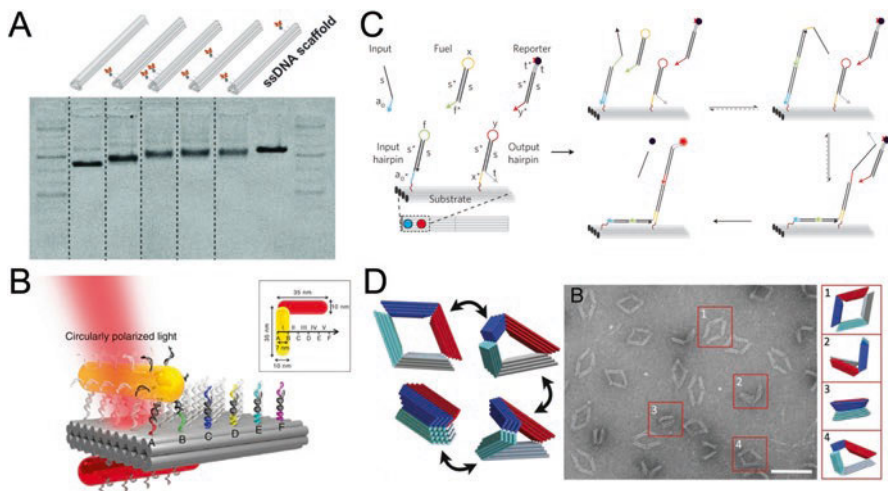 A
ssDNA scaffold
B
Circularly polarized light
35 nm
10 nm
35 nm
I II III IV V
A B C D E F
7 nm
10 nm
A B C D E F
C
Input
Fuel
Reporter
x
s
s*
s
f*
a₀
t*
t
s*
s
y*
Input hairpin
f
s*
s
a₀*
y
s*
s
x*
t
Output hairpin
Substrate
D
B
1
2
3
4
1
2
3
4